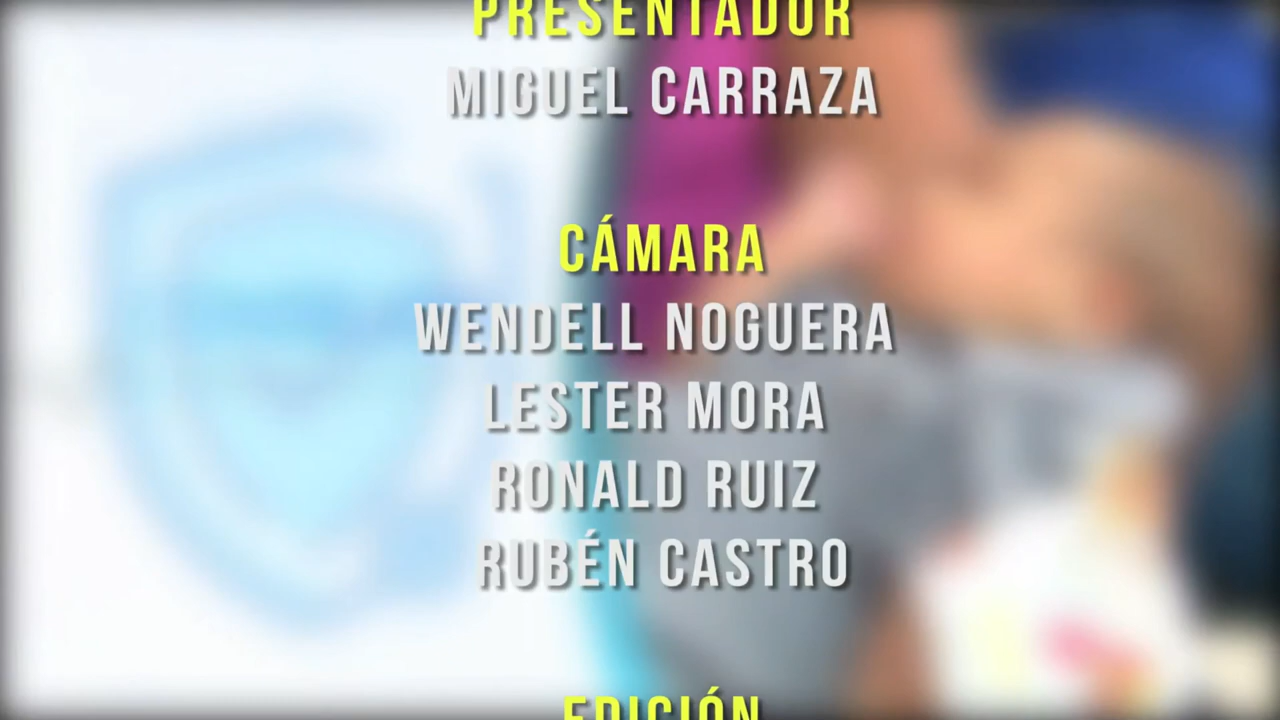 PRESENTADOR
MIGUEL CARRAZA
CÁMARA
WENDELL NOGUERA
LESTER MORA
RONALD RUIZ
RUBÉN CASTRO
EDICIÓN